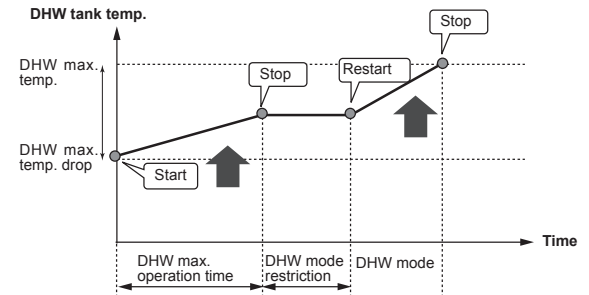 DHW tank temp.
Stop
DHW max.
temp.
Stop
Restart
DHW max.
temp. drop
Start
Time
DHW max.
operation time
DHW mode
restriction
DHW mode